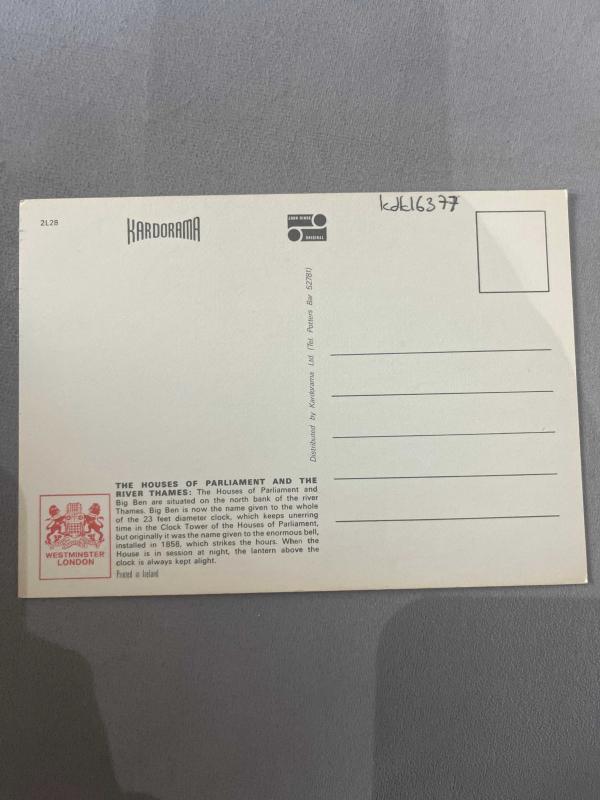 2L28
KARDORAMA
JOHN HINDE
ORIGINAL
kdk16377
Distributed by Kardorama Ltd (Tel. Potters Bar 52781)
THE HOUSES OF PARLIAMENT AND THE
RIVER THAMES: The Houses of Parliament and
Big Ben are situated on the north bank of the river
Thames. Big Ben is now the name given to the whole
of the 23 feet diameter clock, which keeps unerring
time in the Clock Tower of the Houses of Parliament,
but originally it was the name given to the enormous bell,
installed in 1858, which strikes the hours. When the
House is in session at night, the lantern above the
clock is always kept alight.
Printed in Ireland
WESTMINSTER
LONDON